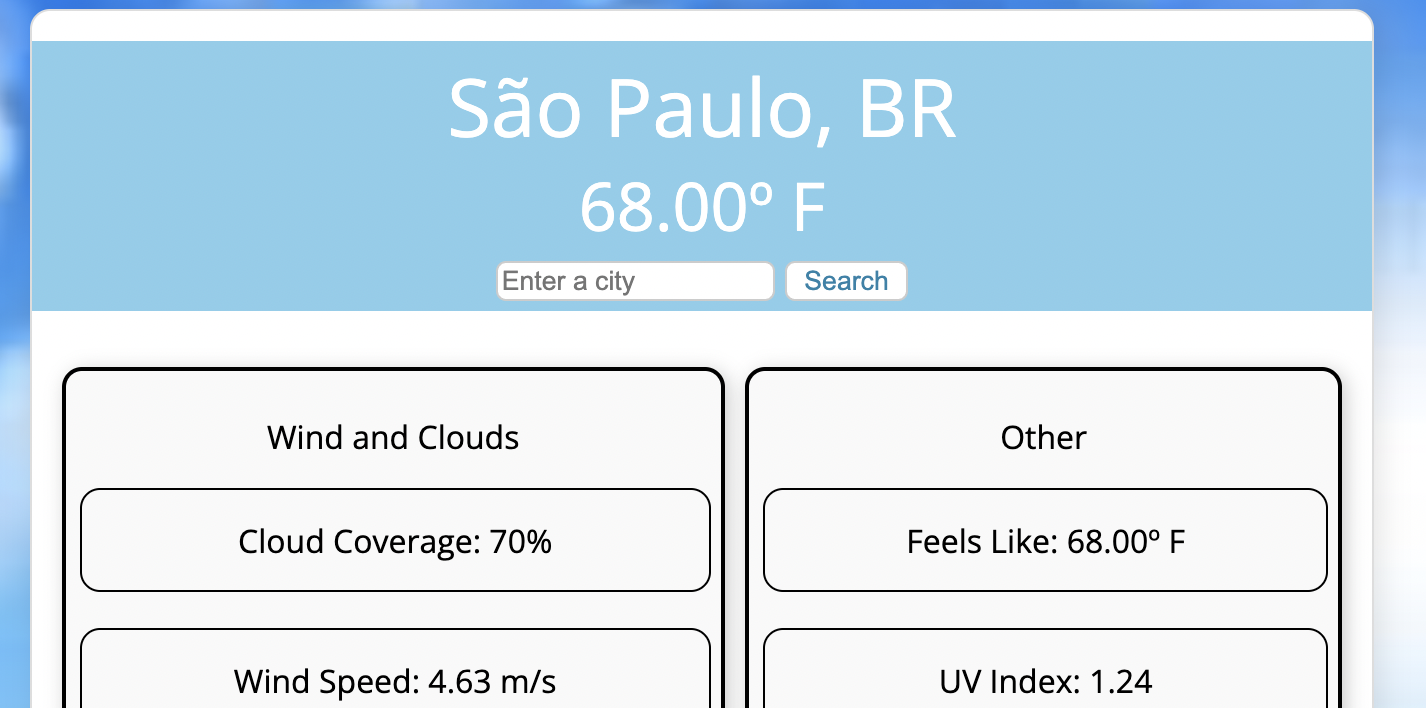 São Paulo, BR
68.00º F
Enter a city
Search
Wind and Clouds
Cloud Coverage: 70%
Wind Speed: 4.63 m/s
Other
Feels Like: 68.00º F
UV Index: 1.24